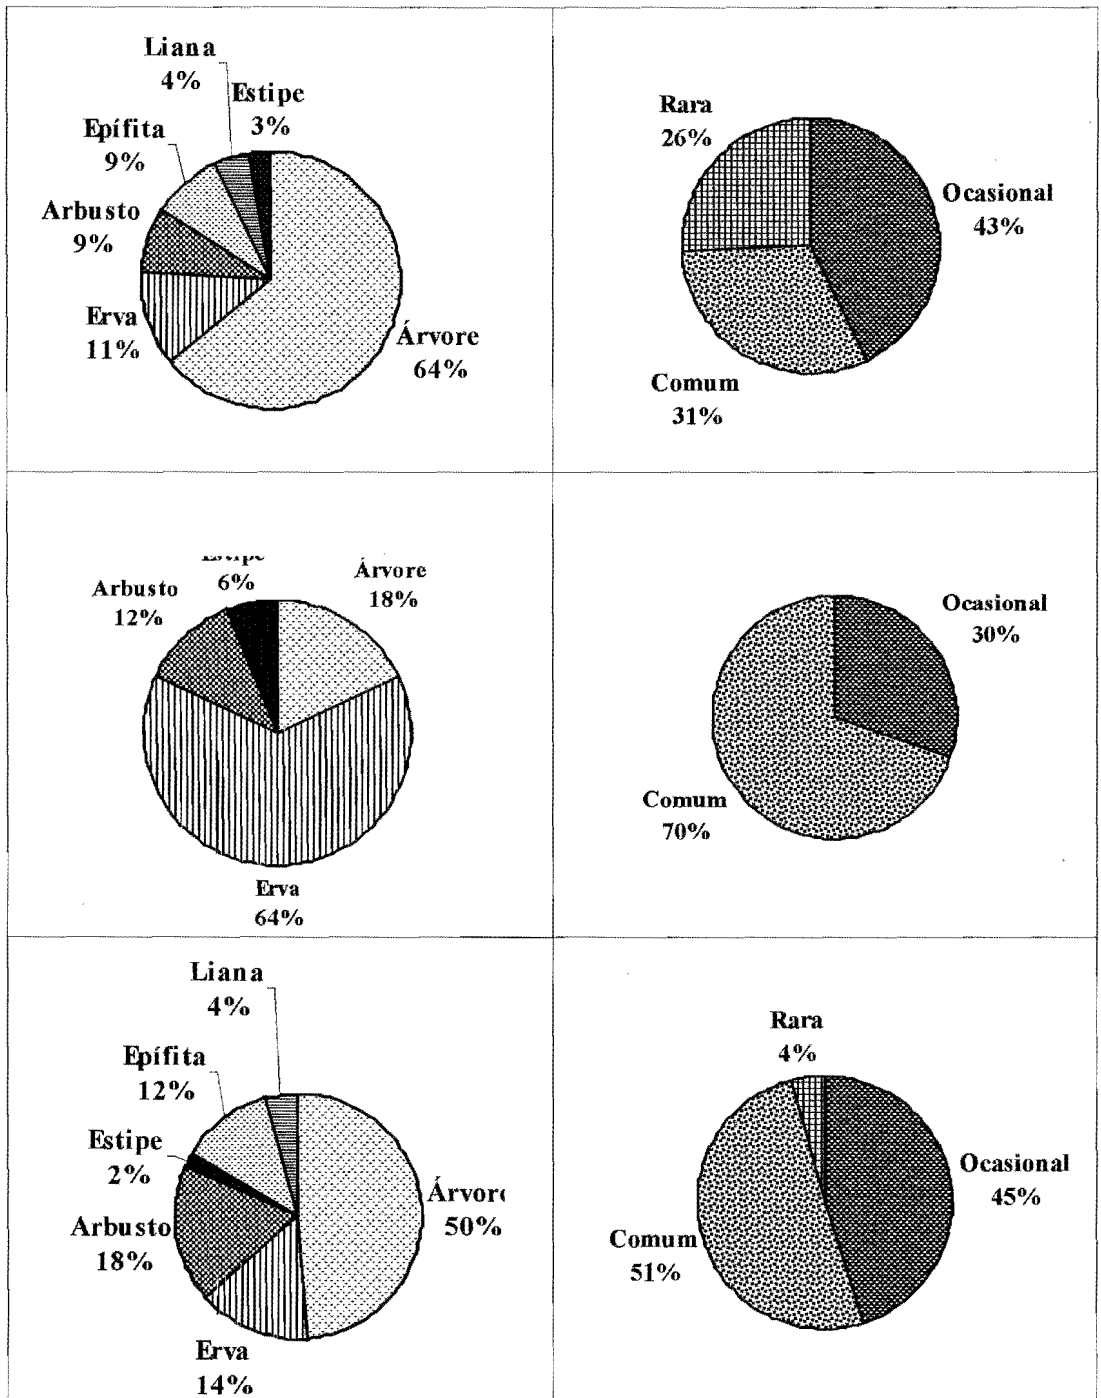 Liana
4%
Estipe
3%
Epífita
9%
Arbusto
9%
Erva
11%
Árvore
64%
Rara
26%
Ocasional
43%
Comum
31%
6%
Árvore
18%
Arbusto
12%
Erva
64%
Ocasional
30%
Comum
70%
Liana
4%
Epífita
12%
Estipe
2%
Arbusto
18%
Árvore
50%
Erva
14%
Rara
4%
Ocasional
45%
Comum
51%